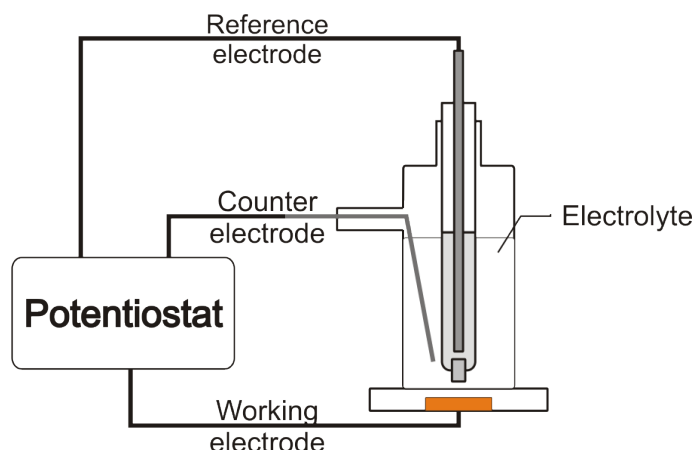 Reference
electrode
Counter
electrode
Electrolyte
Potentiostat
Working
electrode